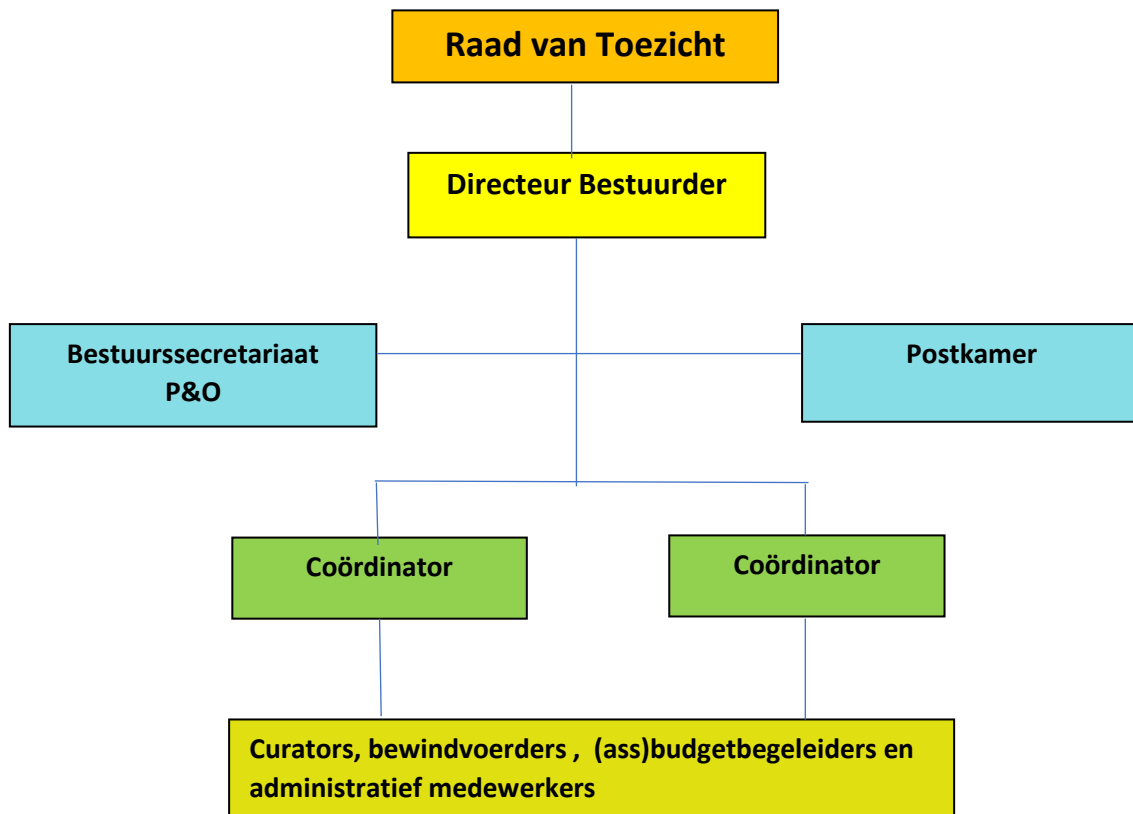 Raad van Toezicht
Directeur Bestuurder
Bestuurssecretariaat
P&O
Postkamer
Coördinator
Coördinator
Curators, bewindvoerders , (ass)budgetbegeleiders en
administratief medewerkers